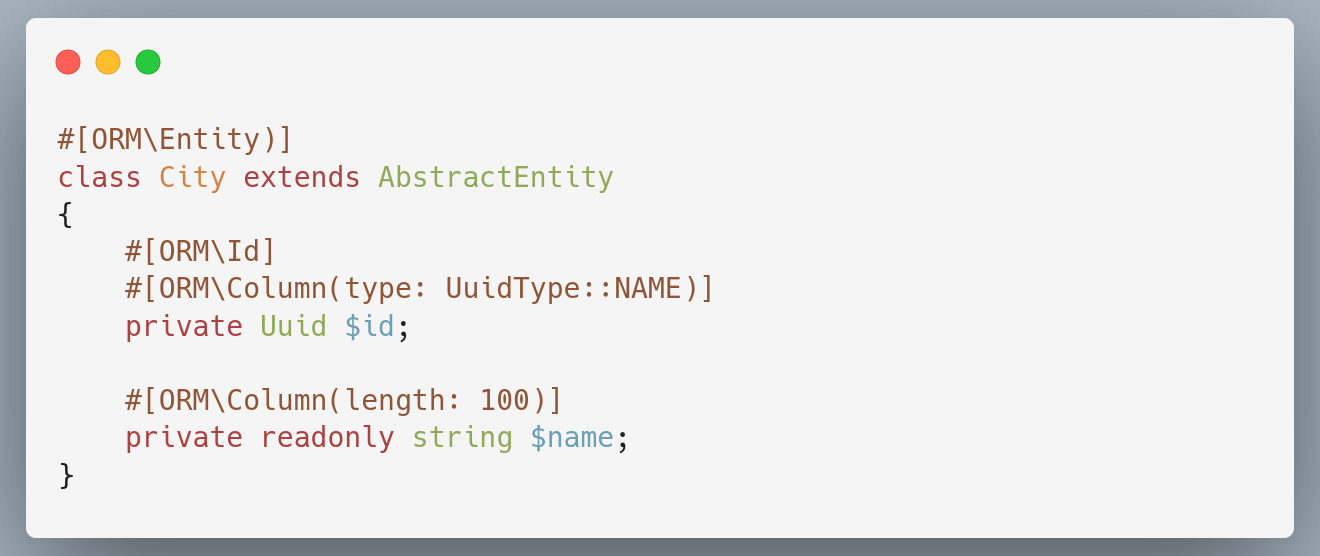 #[ORM\Entity)]
class City extends AbstractEntity
{
    #[ORM\Id]
    #[ORM\Column(type: UuidType::NAME)]
    private Uuid $id;

    #[ORM\Column(length: 100)]
    private readonly string $name;
}